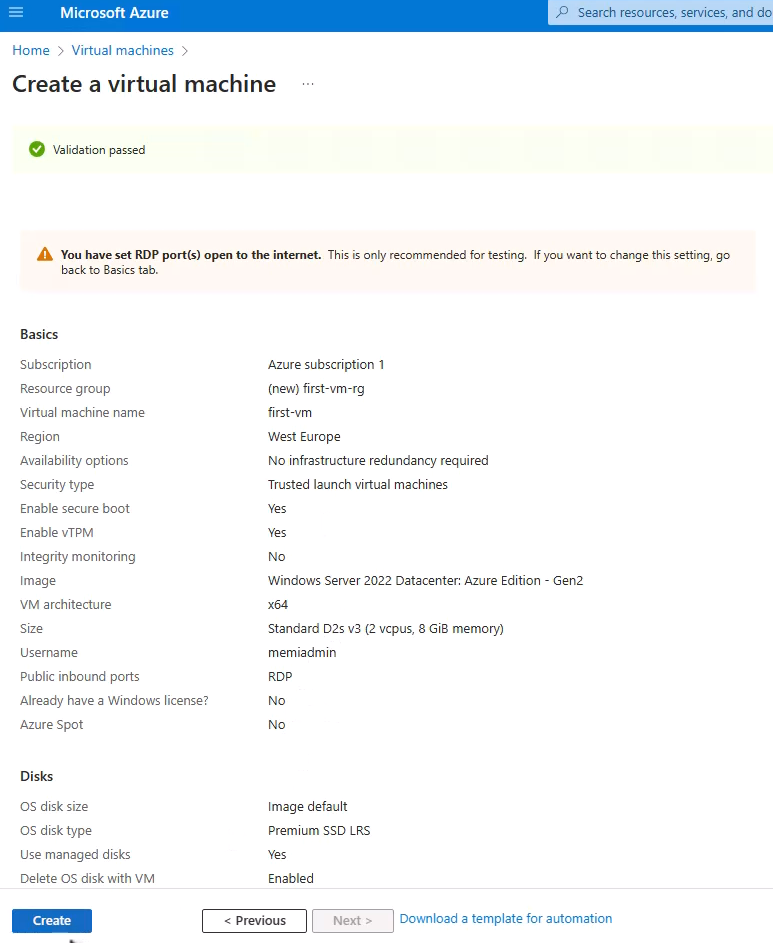 Microsoft Azure
Search resources, services, and do
Home > Virtual machines >
Create a virtual machine ...
Validation passed
You have set RDP port(s) open to the internet. This is only recommended for testing. If you want to change this setting, go
back to Basics tab.
Basics
Subscription Azure subscription 1
Resource group (new) first-vm-rg
Virtual machine name first-vm
Region West Europe
Availability options No infrastructure redundancy required
Security type Trusted launch virtual machines
Enable secure boot Yes
Enable vTPM Yes
Integrity monitoring No
Image Windows Server 2022 Datacenter: Azure Edition - Gen2
VM architecture x64
Size Standard D2s v3 (2 vcpus, 8 GiB memory)
Username memiadmin
Public inbound ports RDP
Already have a Windows license? No
Azure Spot No
Disks
OS disk size Image default
OS disk type Premium SSD LRS
Use managed disks Yes
Delete OS disk with VM Enabled
Create < Previous Next > Download a template for automation